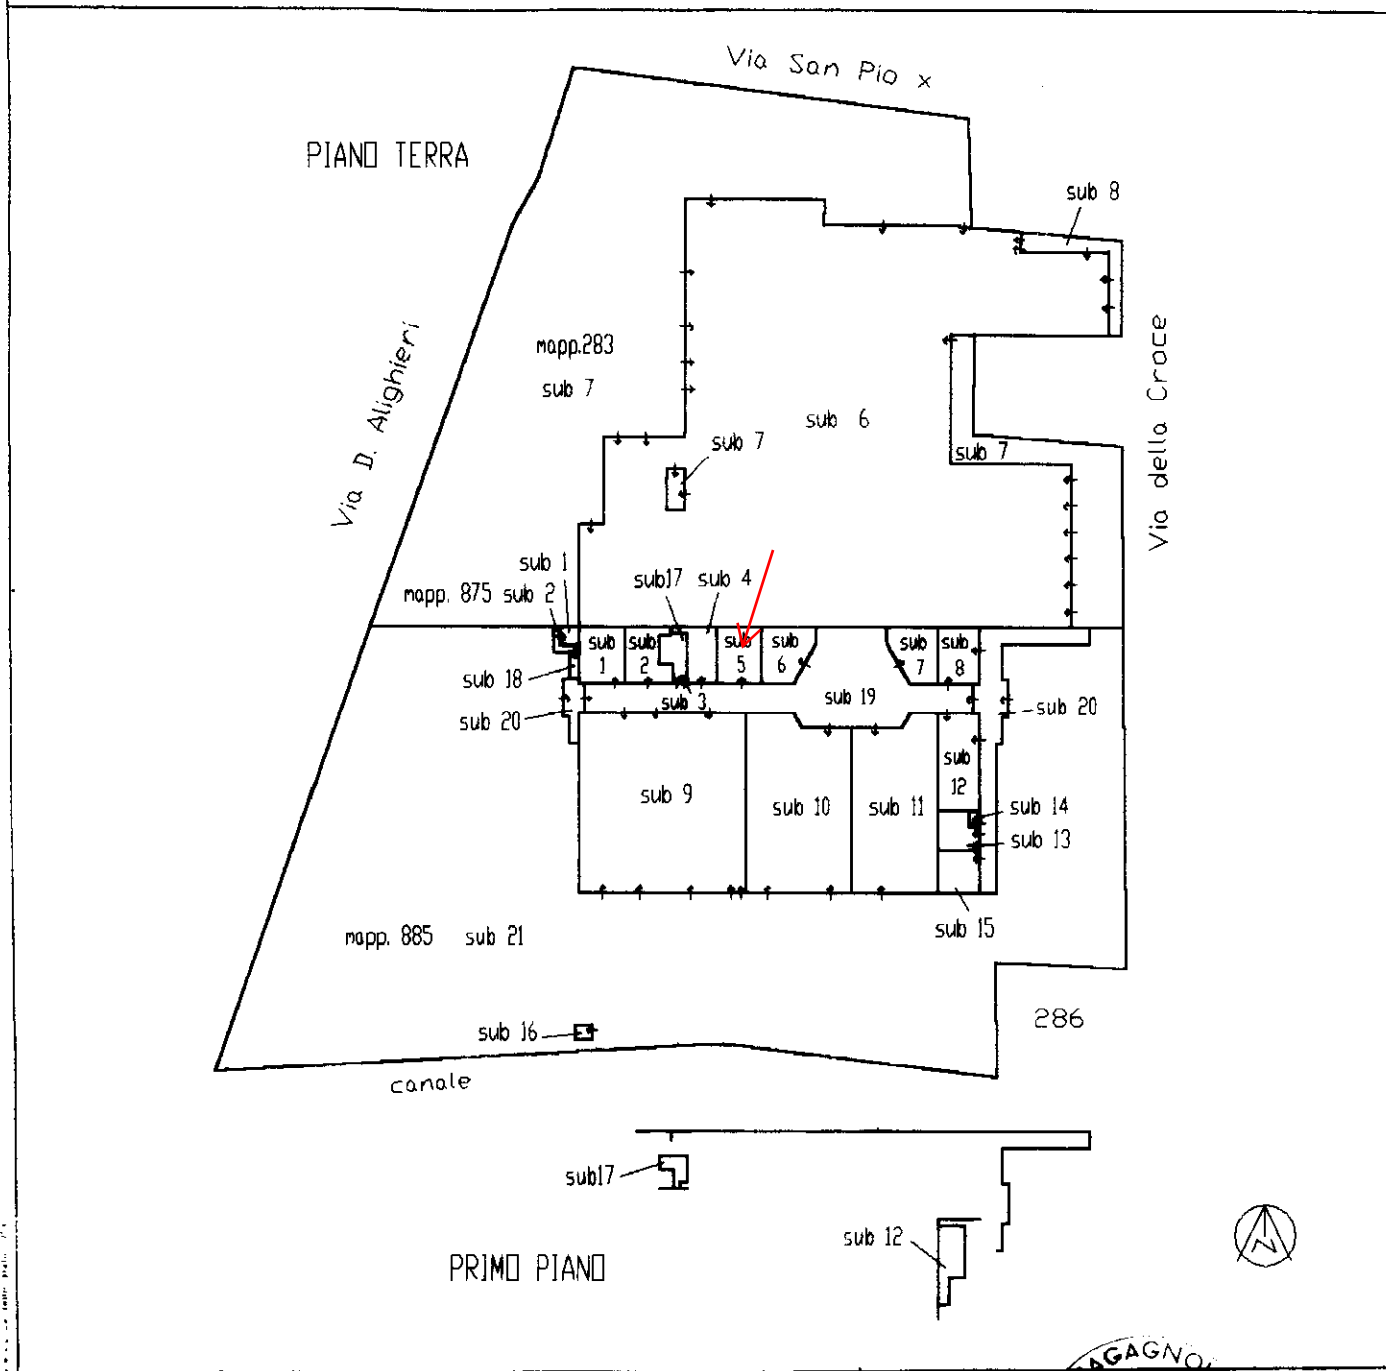 Via San Pio x
PIANO TERRA
sub 8
Via D. Alighieri
mapp.283
sub 7
sub 6
sub 7
sub 7
Via della Croce
sub 1
mapp. 875 sub 2
sub17
sub 4
sub 1
sub 2
sub 5
sub 6
sub 7
sub 8
sub 18
sub 3
sub 19
sub 20
sub 20
sub 9
sub 10
sub 11
sub 12
sub 14
sub 13
sub 15
mapp. 885 sub 21
sub 16
286
canale
sub17
sub 12
PRIMO PIANO
N
AGAGNO